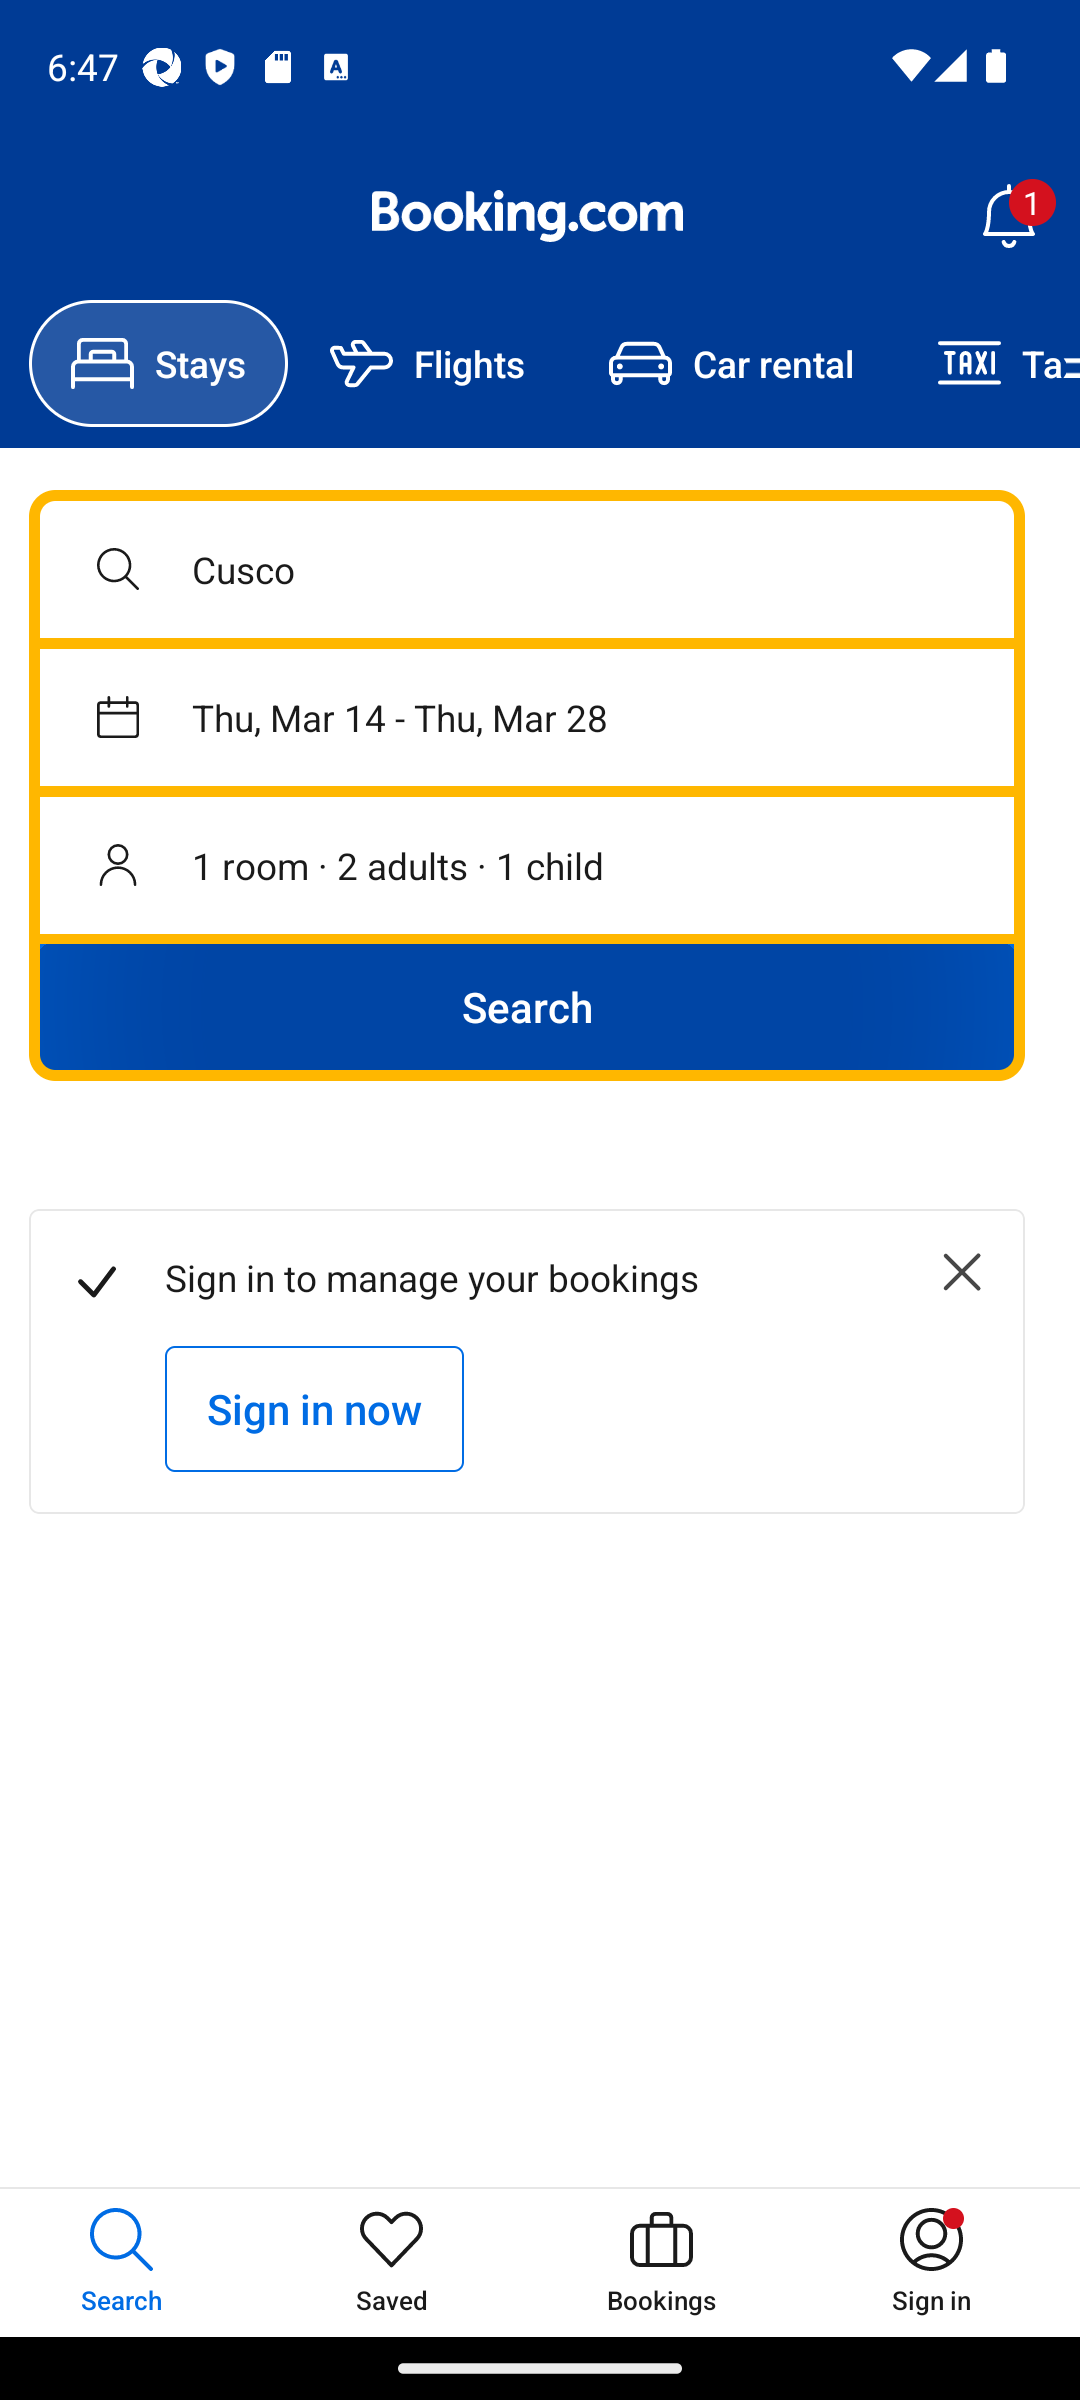 6:47
Booking.com
1
Stays
Flights
Car rental
TAXI
Cusco
Thu, Mar 14 - Thu, Mar 28
1 room · 2 adults · 1 child
Search
Sign in to manage your bookings
Sign in now
Search
Saved
Bookings
Sign in